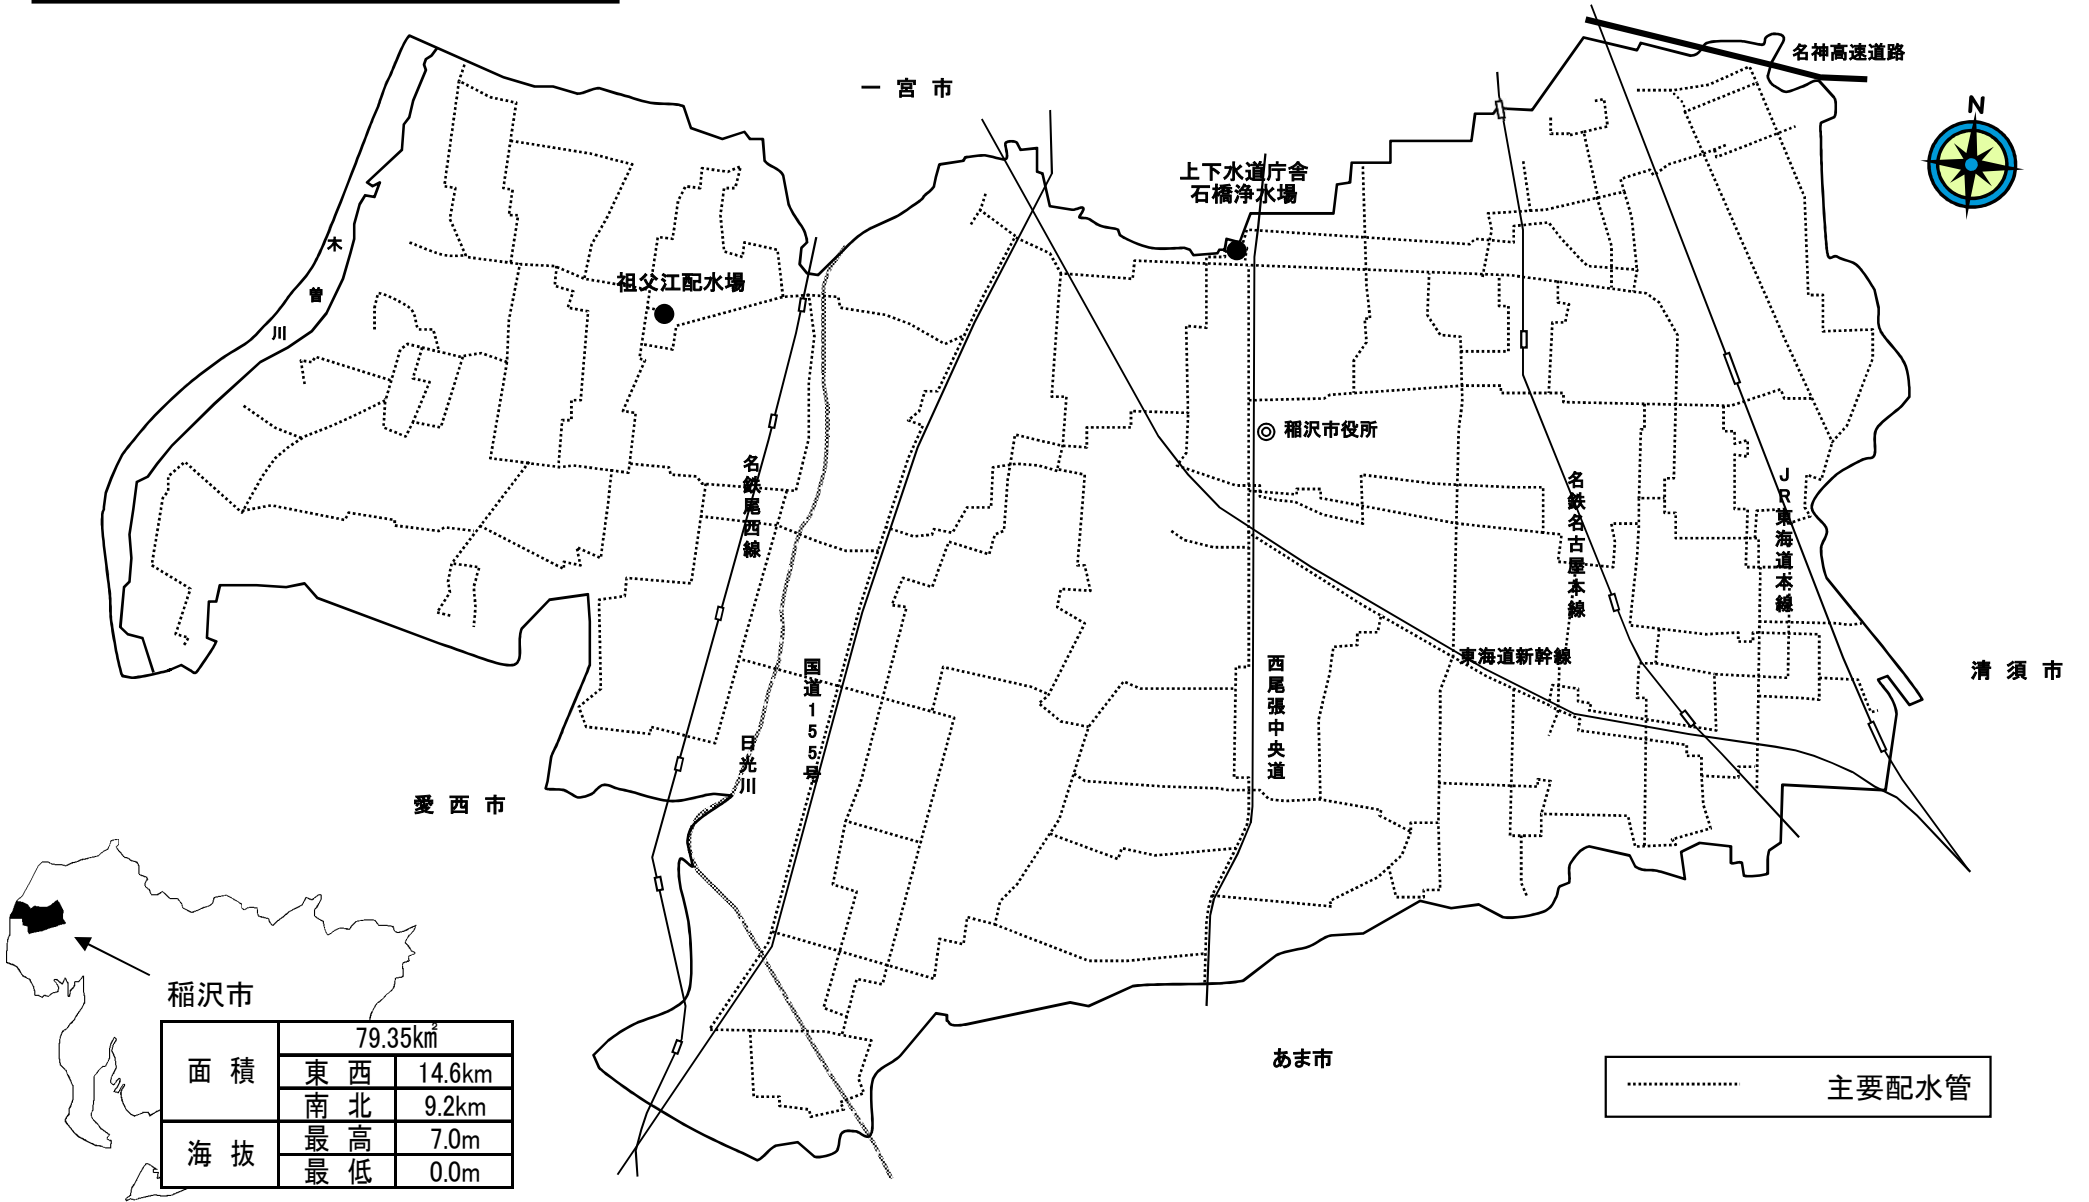 名神高速道路
一宮市
N
上下水道庁舎
石橋浄水場
木曽川
祖父江配水場
稲沢市役所
名鉄尾西線
名鉄名古屋本線
JR東海道本線
東海道新幹線
国道155号
西尾張中央道
清須市
日光川
愛西市
稲沢市
面積 79.35k㎡
東西 14.6km
南北 9.2km
海抜 最高 7.0m
最低 0.0m
あま市
主要配水管